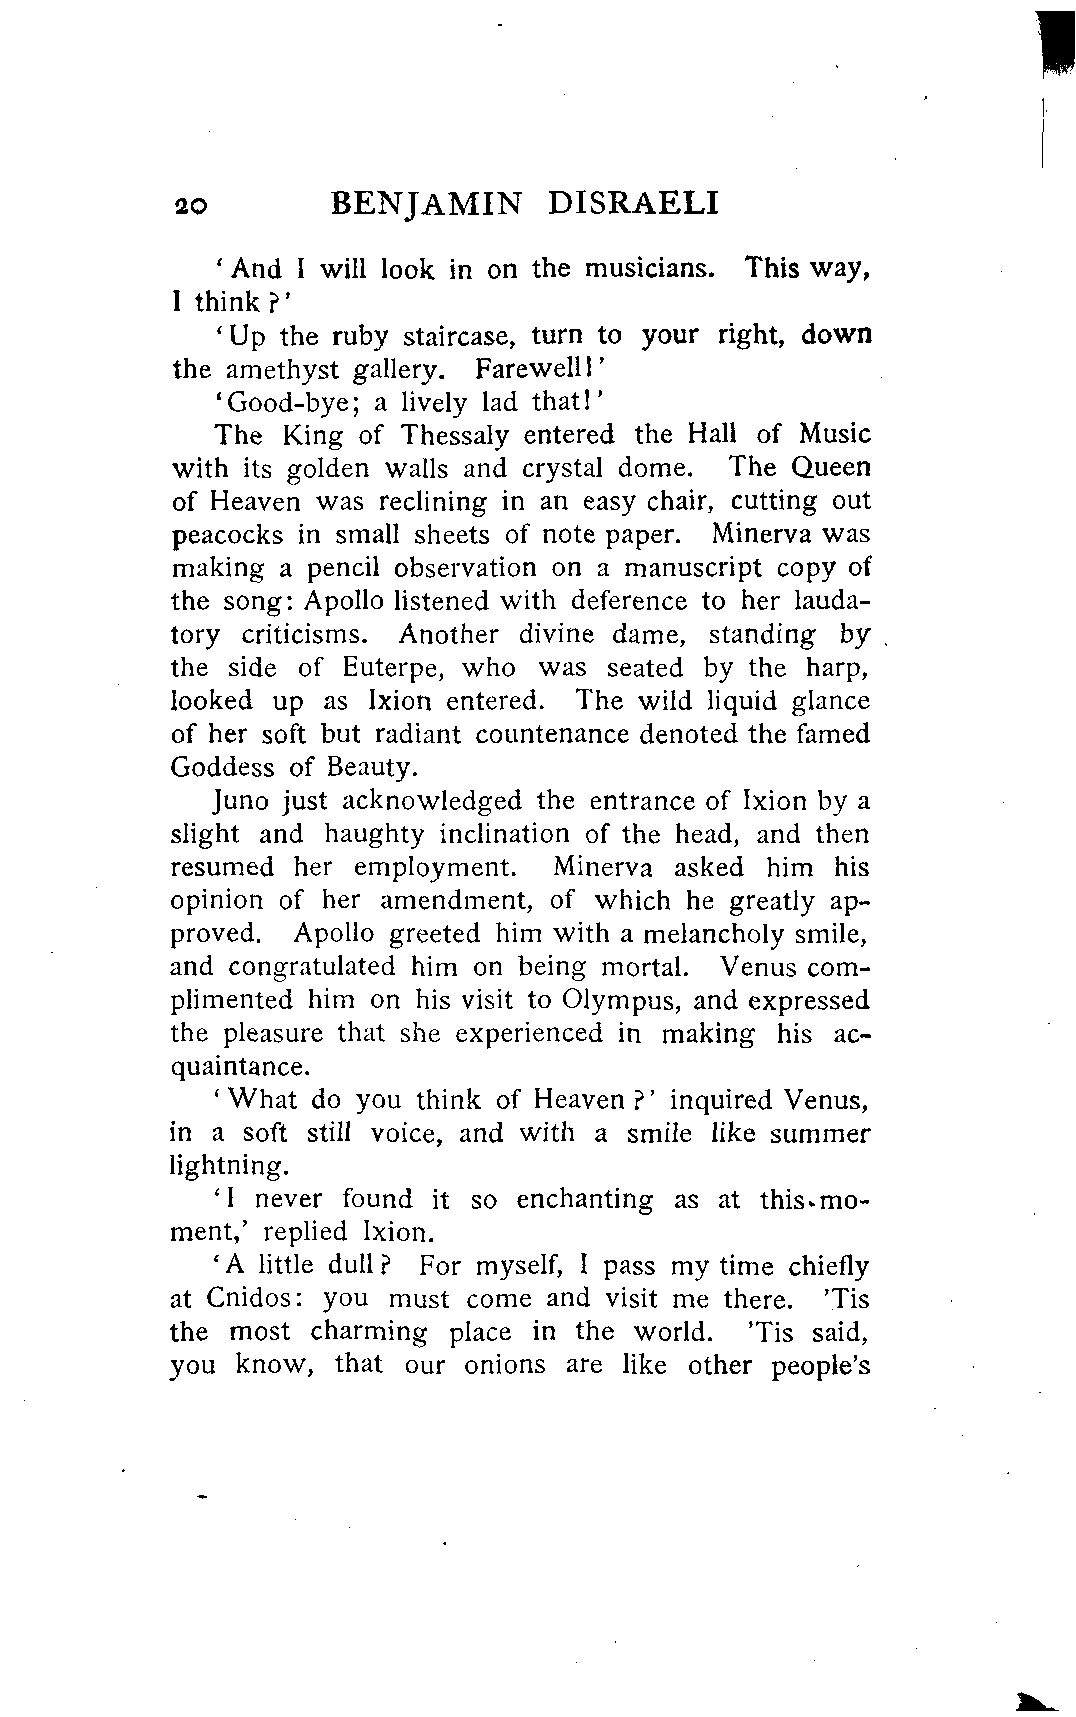 20 BENJAMIN DISRAELI
‘And I will look in on the musicians. This way,
I think?’
‘Up the ruby staircase, turn to your right, down
the amethyst gallery. Farewell!’
‘Good-bye; a lively lad that!’
The King of Thessaly entered the Hall of Music
with its golden walls and crystal dome. The Queen
of Heaven was reclining in an easy chair, cutting out
peacocks in small sheets of note paper. Minerva was
making a pencil observation on a manuscript copy of
the song: Apollo listened with deference to her lauda-
tory criticisms. Another divine dame, standing by
the side of Euterpe, who was seated by the harp,
looked up as Ixion entered. The wild liquid glance
of her soft but radiant countenance denoted the famed
Goddess of Beauty.
Juno just acknowledged the entrance of Ixion by a
slight and haughty inclination of the head, and then
resumed her employment. Minerva asked him his
opinion of her amendment, of which he greatly ap-
proved. Apollo greeted him with a melancholy smile,
and congratulated him on being mortal. Venus com-
plimented him on his visit to Olympus, and expressed
the pleasure that she experienced in making his ac-
quaintance.
‘What do you think of Heaven?’ inquired Venus,
in a soft still voice, and with a smile like summer
lightning.
‘I never found it so enchanting as at this mo-
ment,’ replied Ixion.
‘A little dull? For myself, I pass my time chiefly
at Cnidos: you must come and visit me there. ’Tis
the most charming place in the world. ’Tis said,
you know, that our onions are like other people’s